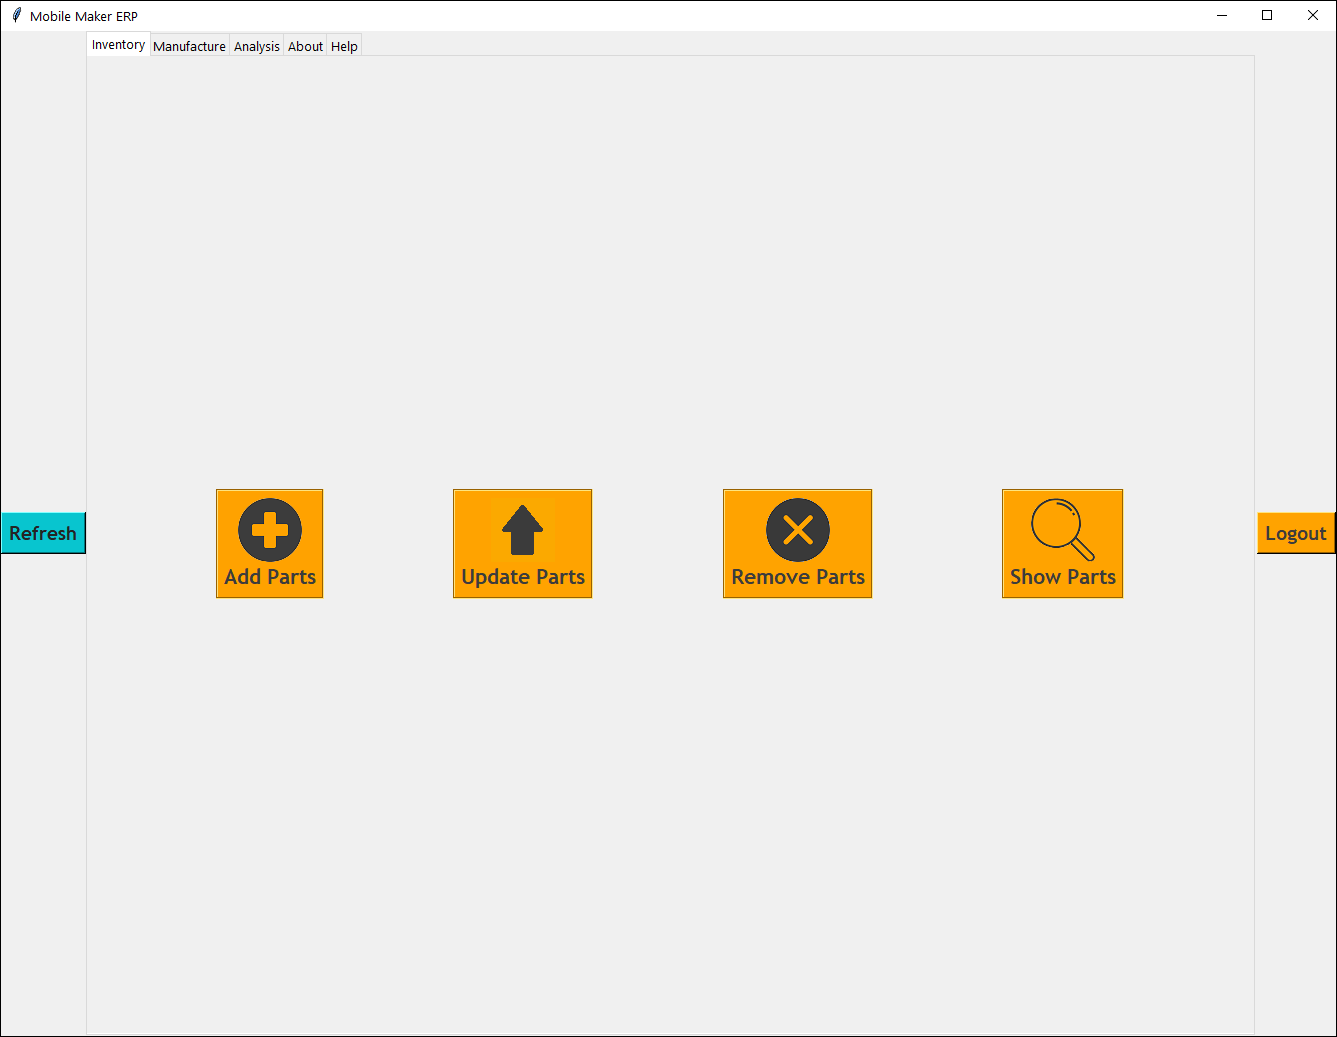 Mobile Maker ERP
Inventory Manufacture Analysis About Help
Refresh
Add Parts
Update Parts
Remove Parts
Show Parts
Logout